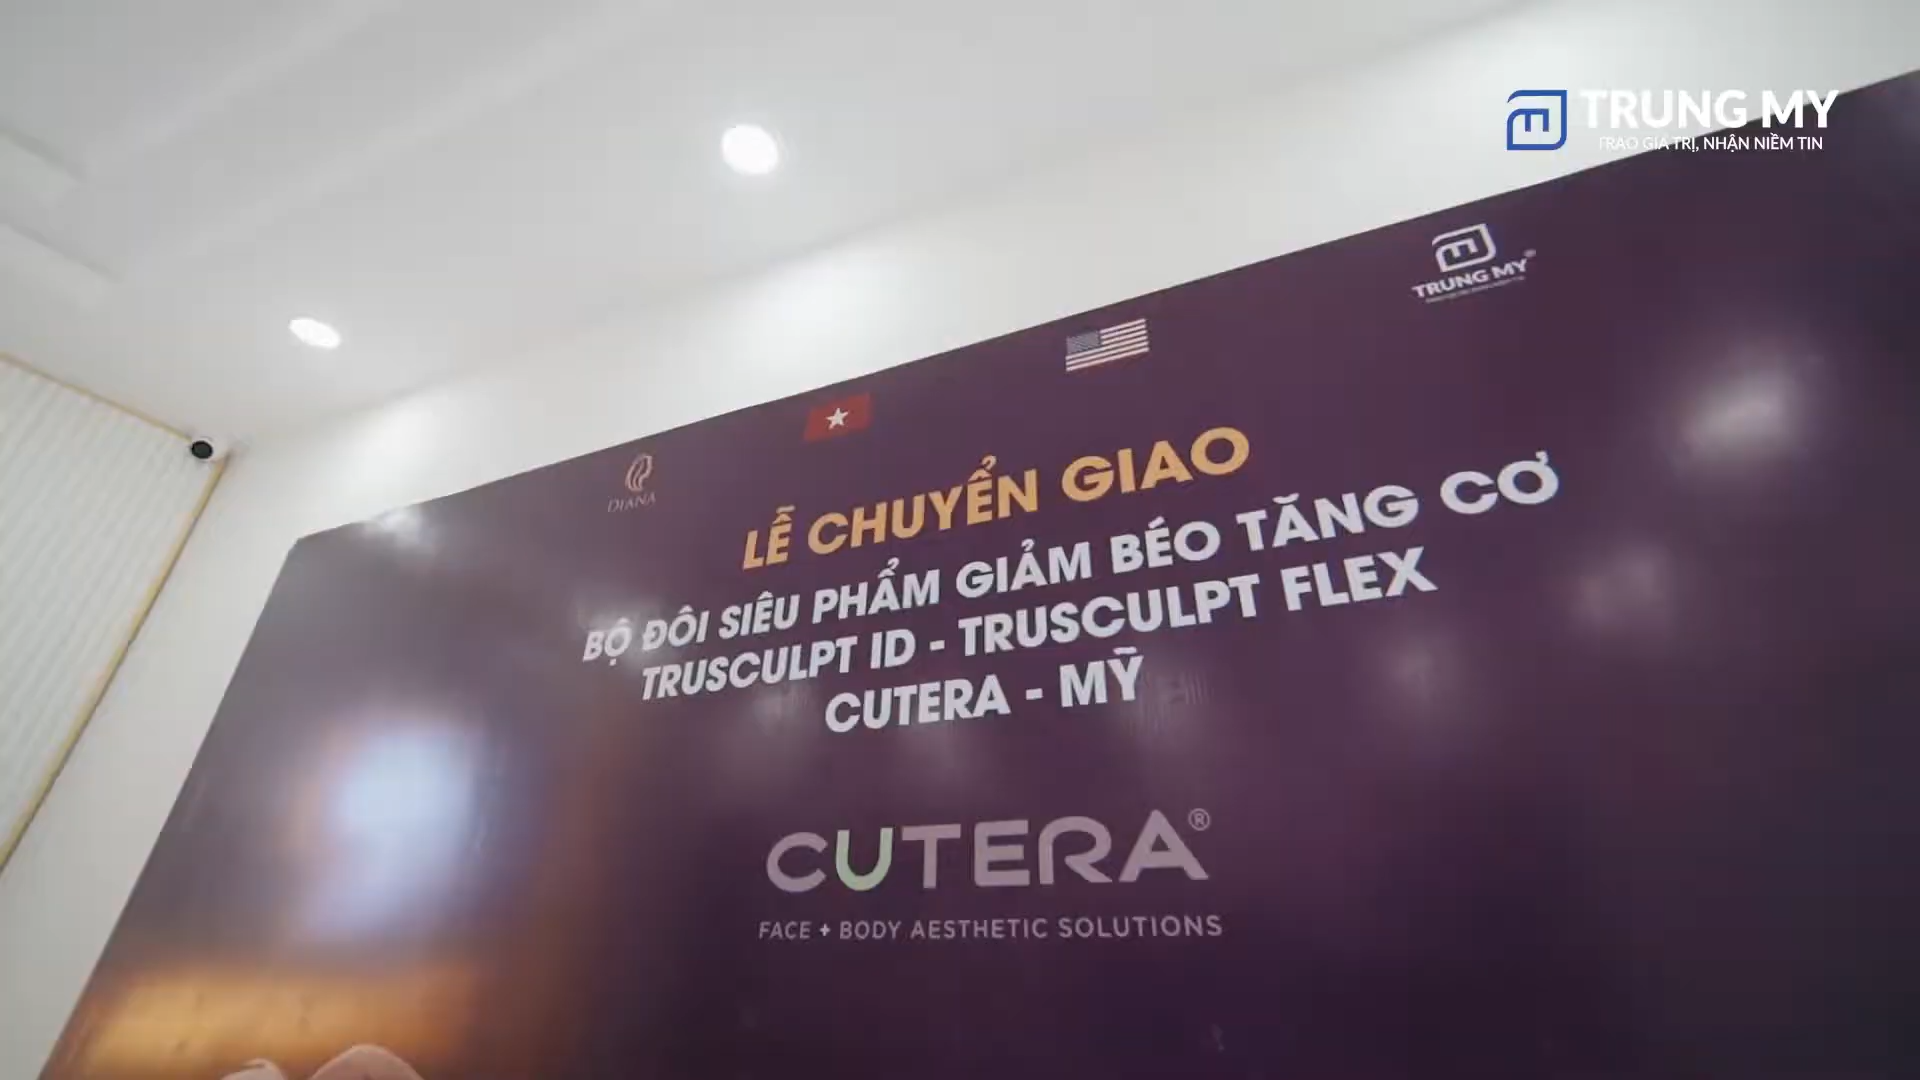 TRUNG MY
TRAO GIÁ TRỊ, NHẬN NIỀM TIN
TRUNG MY
DIANA
LỄ CHUYỂN GIAO
BỘ ĐÔI SIÊU PHẨM GIẢM BÉO TĂNG CƠ
TRUSCULPT ID - TRUSCULPT FLEX
CUTERA - MỸ
CUTERA®
FACE + BODY AESTHETIC SOLUTIONS